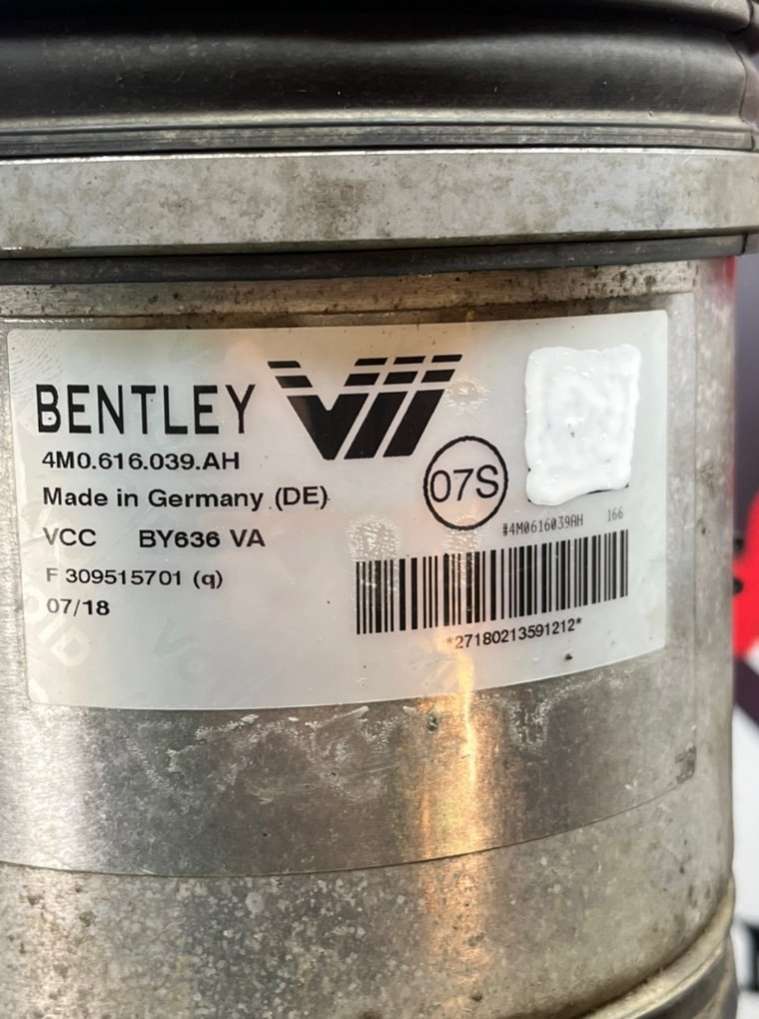 BENTLEY
4M0.616.039.AH
Made in Germany (DE)
VCC BY636 VA
F 309515701 (q)
07/18
07S
#4M0616039AH 166
*27180213591212*